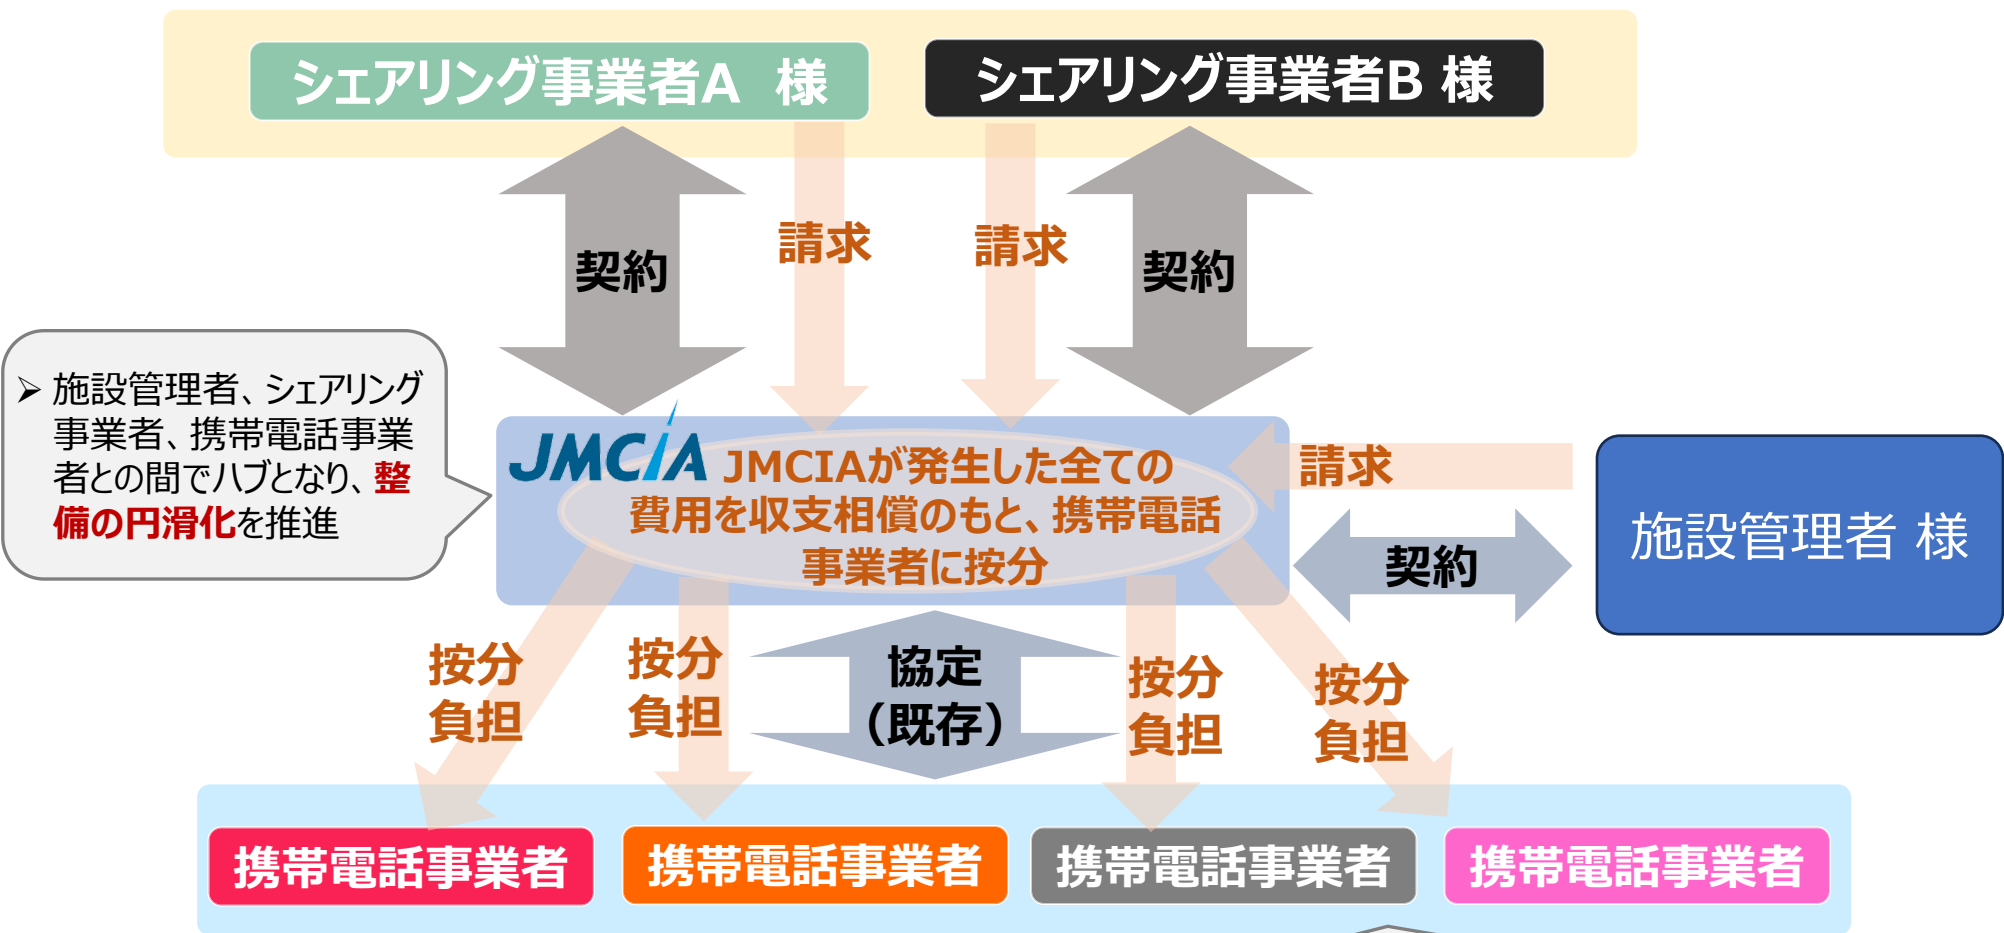 シェアリング事業者A 様
シェアリング事業者B 様
契約
請求
請求
契約
➢ 施設管理者、シェアリング
事業者、携帯電話事業
者との間でハブとなり、整
備の円滑化を推進
JMCIA
JMCIAが発生した全ての
費用を収支相償のもと、携帯電話
事業者に按分
請求
契約
施設管理者 様
按分
負担
按分
負担
協定
（既存）
按分
負担
按分
負担
携帯電話事業者
携帯電話事業者
携帯電話事業者
携帯電話事業者